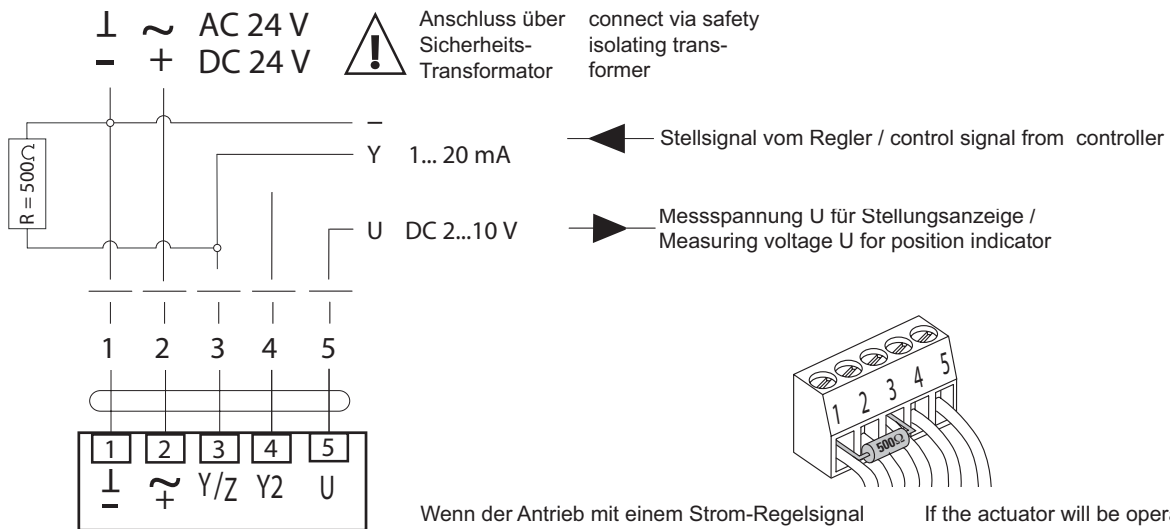 ⊥ ~ AC 24 V
– + DC 24 V
Anschluss über
Sicherheits-
Transformator
connect via safety
isolating trans-
former
R = 500Ω
–
Y 1... 20 mA
Stellsignal vom Regler / control signal from controller
U DC 2...10 V
Messspannung U für Stellungsanzeige /
Measuring voltage U for position indicator
1 2 3 4 5
1 2 3 4 5
⊥ ~ Y/Z Y2 U
– +
1 2 3 4 5
500Ω
Wenn der Antrieb mit einem Strom-Regelsignal
If the actuator will be oper